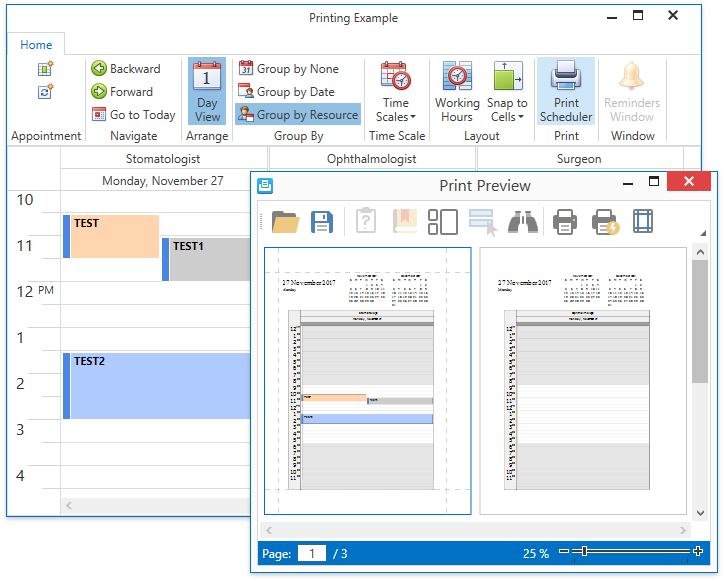 Printing Example
Home
Backward
Forward
Go to Today
Day
View
Group by None
Group by Date
Group by Resource
Time
Scales
Working
Hours
Snap to
Cells
Print
Scheduler
Reminders
Window
Appointment
Navigate
Arrange
Group By
Time Scale
Layout
Print
Window
Stomatologist
Ophthalmologist
Surgeon
Monday, November 27
10
11
12 PM
1
2
3
4
TEST
TEST1
TEST2
Print Preview
27 November 2017
Monday
27 November 2017
Monday
Page: 1 / 3
25 %